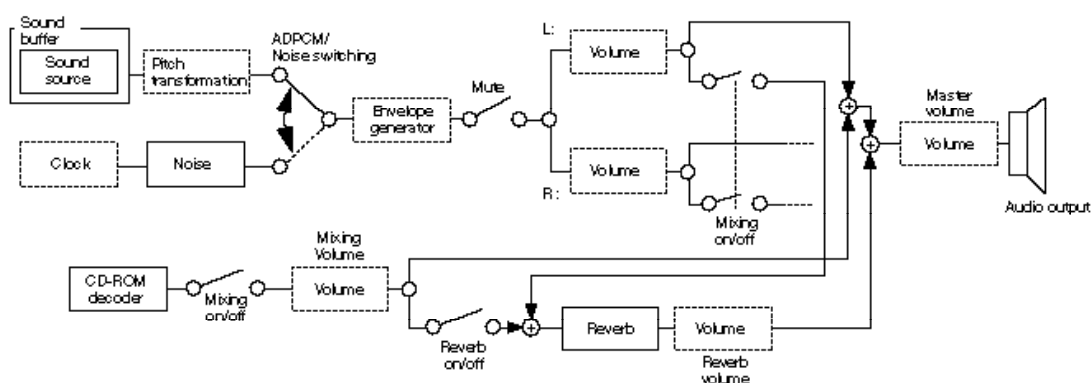 Sound
buffer
Sound
source
Pitch
transformation
ADPCM/
Noise switching
Clock
Noise
Envelope
generator
Mute
L:
Volume
R:
Volume
Mixing
on/off
Master
volume
Volume
Audio output
CD-ROM
decoder
Mixing
on/off
Mixing
Volume
Volume
Reverb
on/off
Reverb
Volume
Reverb
volume